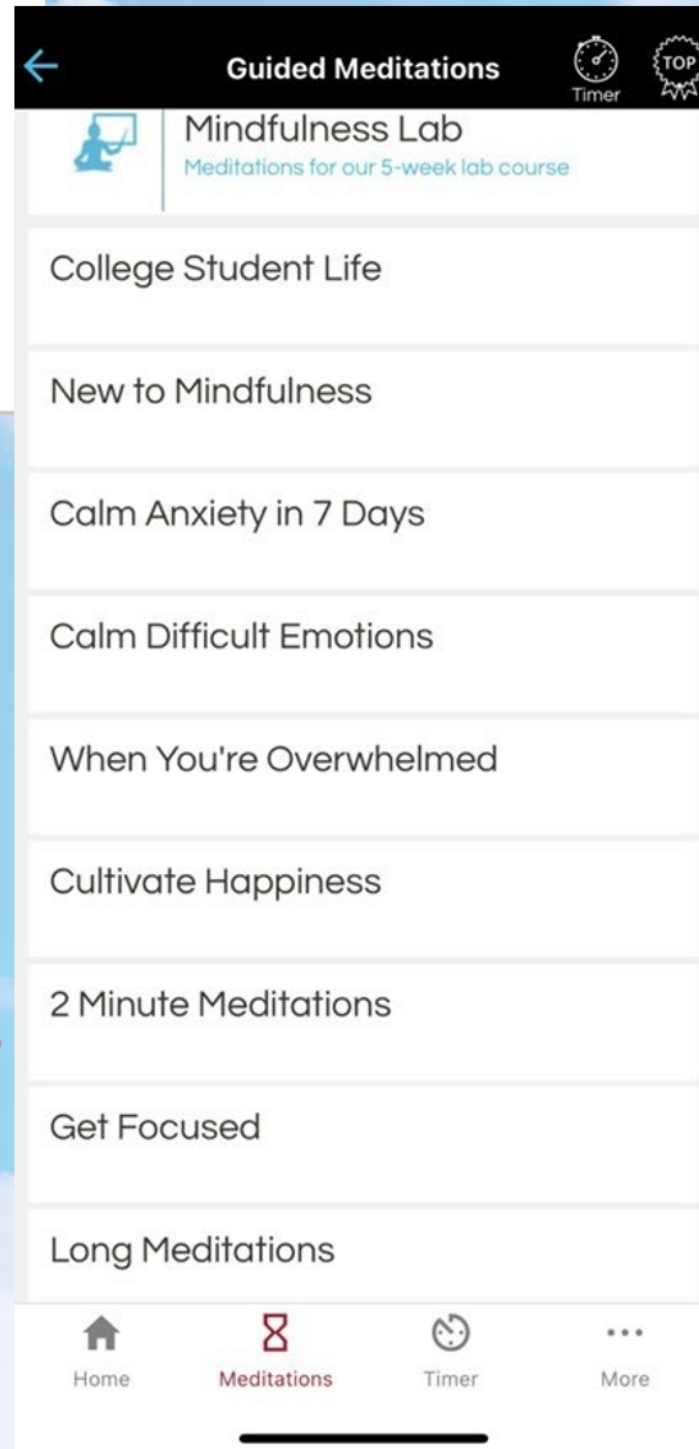 Guided Meditations
Timer
TOP
Mindfulness Lab
Meditations for our 5-week lab course
College Student Life
New to Mindfulness
Calm Anxiety in 7 Days
Calm Difficult Emotions
When You're Overwhelmed
Cultivate Happiness
2 Minute Meditations
Get Focused
Long Meditations
Home
Meditations
Timer
More